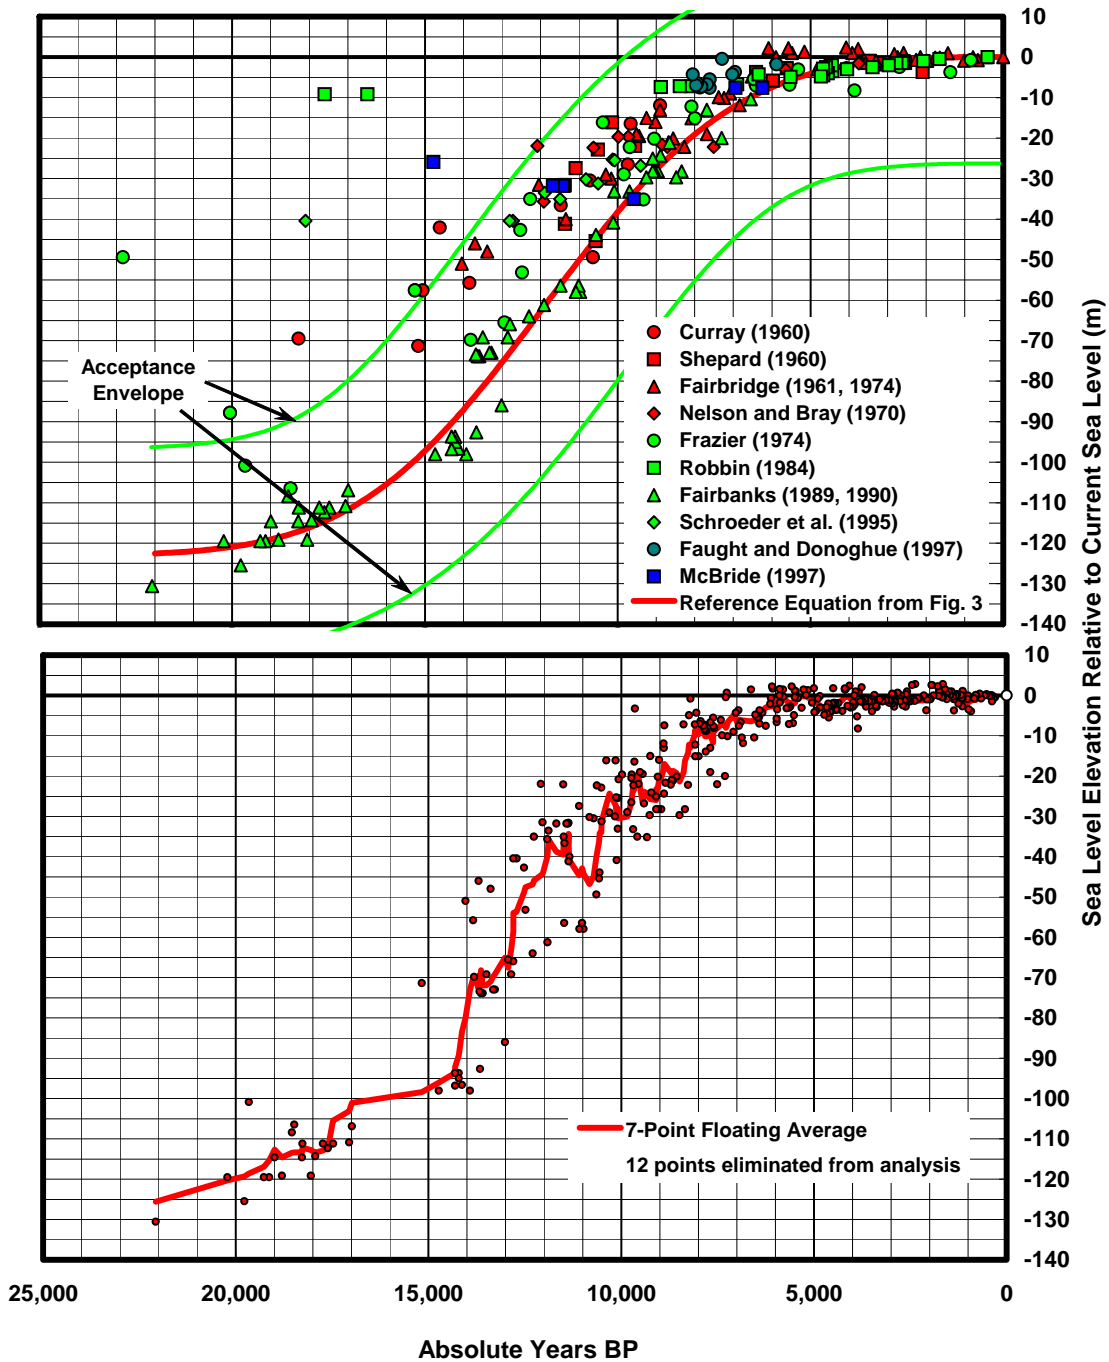 10
0
-10
-20
-30
-40
-50
-60
-70
-80
-90
-100
-110
-120
-130
-140
Acceptance
Envelope
Curray (1960)
Shepard (1960)
Fairbridge (1961, 1974)
Nelson and Bray (1970)
Frazier (1974)
Robbin (1984)
Fairbanks (1989, 1990)
Schroeder et al. (1995)
Faught and Donoghue (1997)
McBride (1997)
Reference Equation from Fig. 3
Sea Level Elevation Relative to Current Sea Level (m)
10
0
-10
-20
-30
-40
-50
-60
-70
-80
-90
-100
-110
-120
-130
-140
7-Point Floating Average
12 points eliminated from analysis
25,000
20,000
15,000
10,000
5,000
0
Absolute Years BP